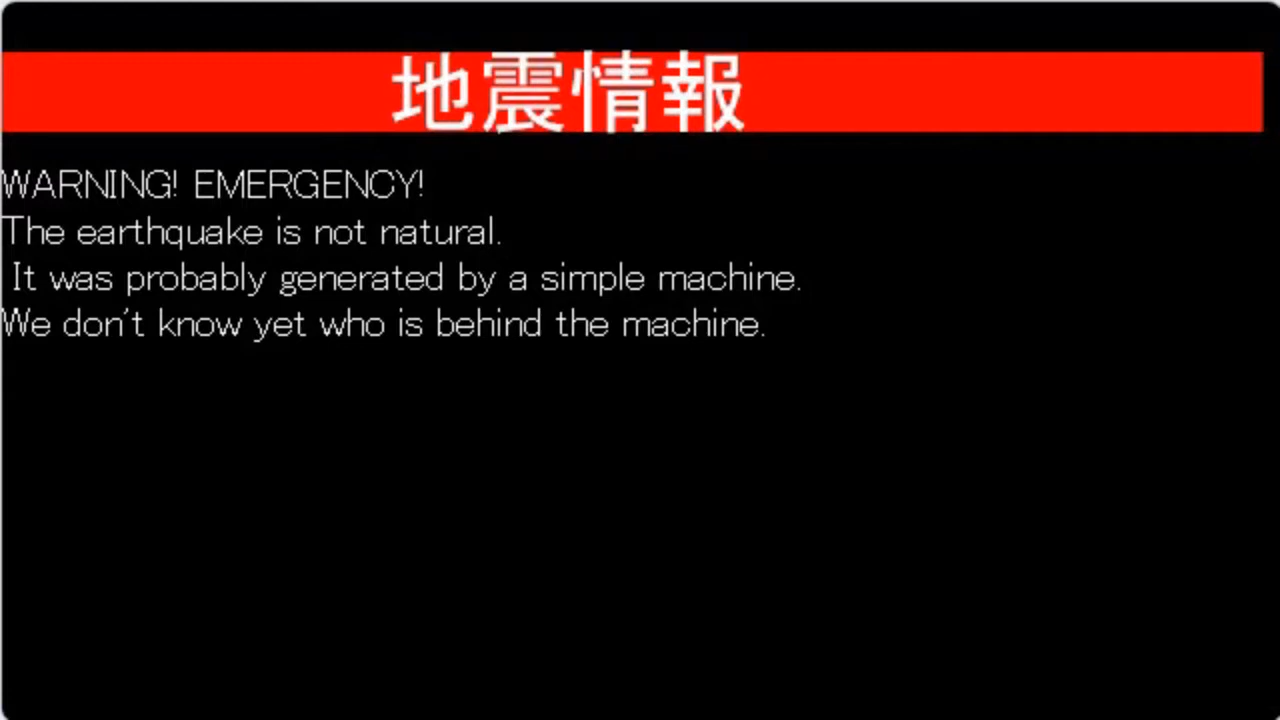 地震情報
WARNING! EMERGENCY!
The earthquake is not natural.
It was probably generated by a simple machine.
We don't know yet who is behind the machine.